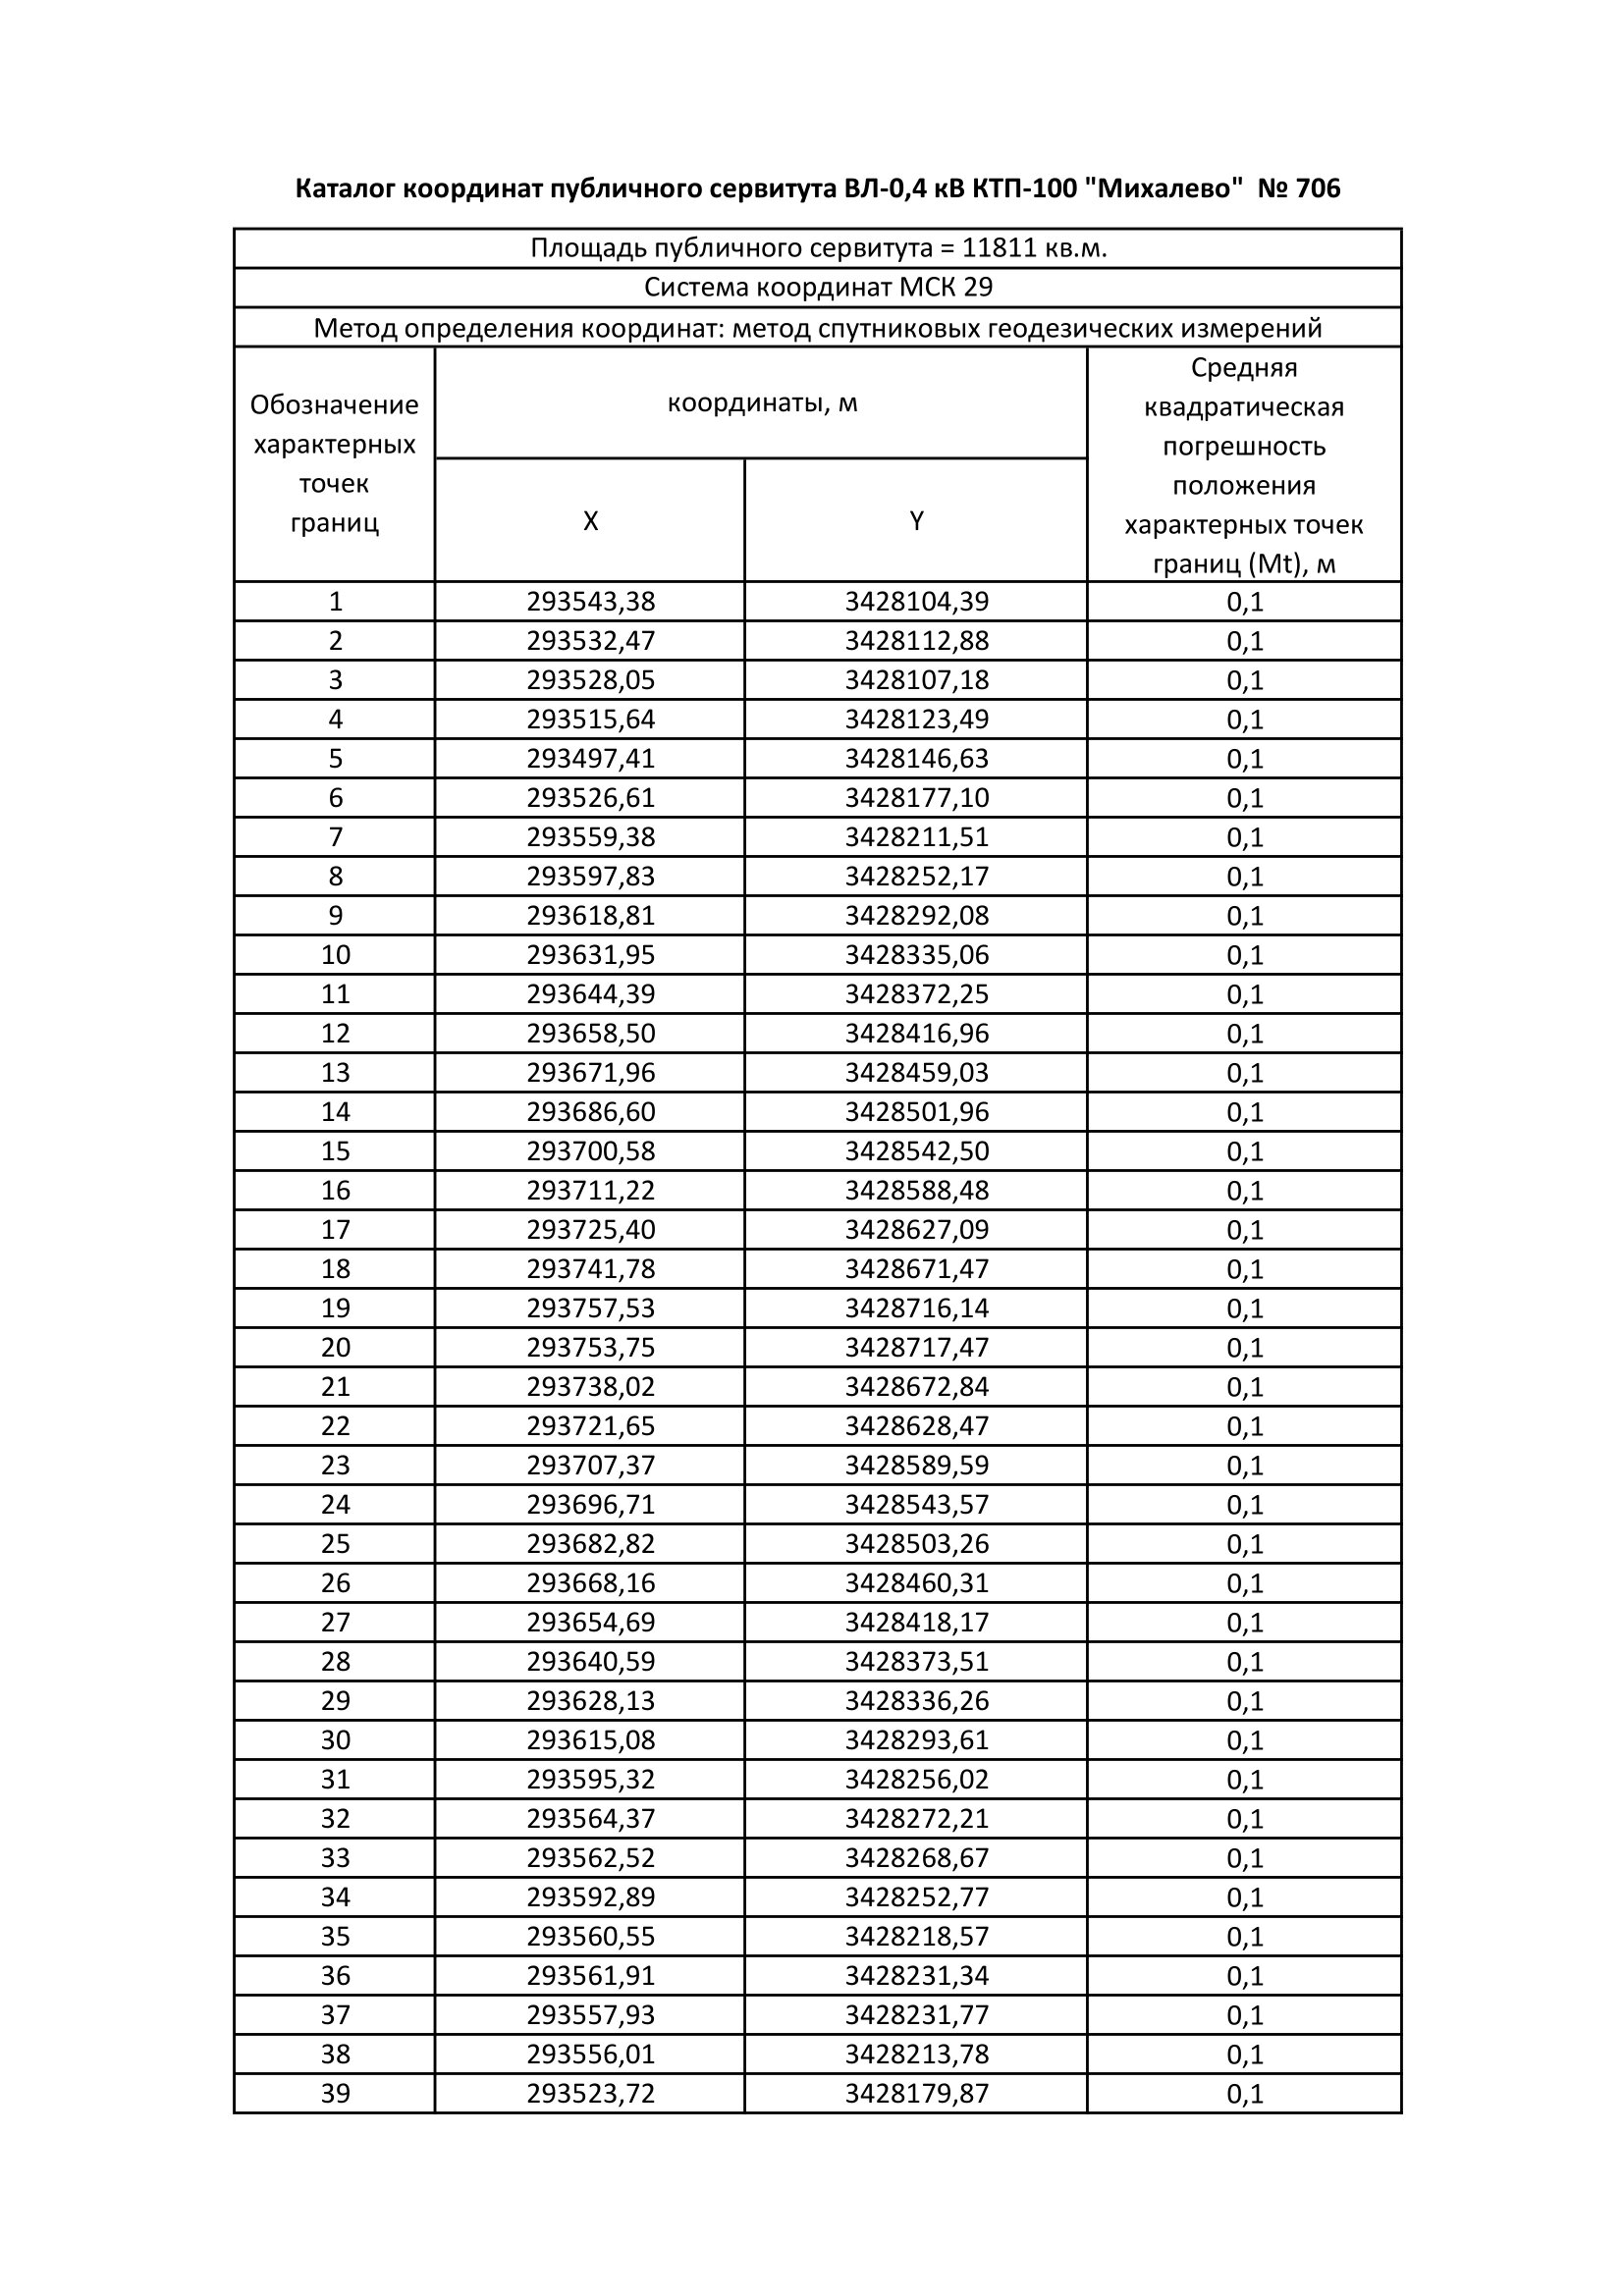 Каталог координат публичного сервитута ВЛ-0,4 кВ КТП-100 "Михалево"  № 706
Площадь публичного сервитута = 11811 кв.м.
Система координат МСК 29
Метод определения координат: метод спутниковых геодезических измерений
Обозначение
характерных
точек
границ
координаты, м
X
Y
Средняя
квадратическая
погрешность
положения
характерных точек
границ (Mt), м
1 293543,38 3428104,39 0,1
2 293532,47 3428112,88 0,1
3 293528,05 3428107,18 0,1
4 293515,64 3428123,49 0,1
5 293497,41 3428146,63 0,1
6 293526,61 3428177,10 0,1
7 293559,38 3428211,51 0,1
8 293597,83 3428252,17 0,1
9 293618,81 3428292,08 0,1
10 293631,95 3428335,06 0,1
11 293644,39 3428372,25 0,1
12 293658,50 3428416,96 0,1
13 293671,96 3428459,03 0,1
14 293686,60 3428501,96 0,1
15 293700,58 3428542,50 0,1
16 293711,22 3428588,48 0,1
17 293725,40 3428627,09 0,1
18 293741,78 3428671,47 0,1
19 293757,53 3428716,14 0,1
20 293753,75 3428717,47 0,1
21 293738,02 3428672,84 0,1
22 293721,65 3428628,47 0,1
23 293707,37 3428589,59 0,1
24 293696,71 3428543,57 0,1
25 293682,82 3428503,26 0,1
26 293668,16 3428460,31 0,1
27 293654,69 3428418,17 0,1
28 293640,59 3428373,51 0,1
29 293628,13 3428336,26 0,1
30 293615,08 3428293,61 0,1
31 293595,32 3428256,02 0,1
32 293564,37 3428272,21 0,1
33 293562,52 3428268,67 0,1
34 293592,89 3428252,77 0,1
35 293560,55 3428218,57 0,1
36 293561,91 3428231,34 0,1
37 293557,93 3428231,77 0,1
38 293556,01 3428213,78 0,1
39 293523,72 3428179,87 0,1